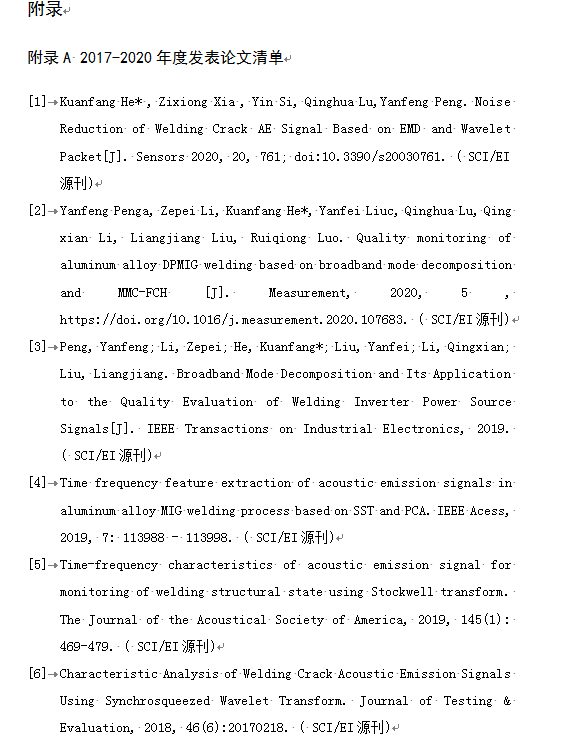 附录
附录 A 2017-2020 年度发表论文清单
[1] Kuanfang He*, Zixiong Xia, Yin Si, Qinghua Lu,Yanfeng Peng. Noise
Reduction of Welding Crack AE Signal Based on EMD and Wavelet
Packet[J]. Sensors 2020, 20, 761; doi:10.3390/s20030761. ( SCI/EI
源刊)
[2] Yanfeng Penga, Zepei Li, Kuanfang He*, Yanfei Liuc, Qinghua Lu, Qing
xian Li, Liangjiang Liu, Ruiqiong Luo. Quality monitoring of
aluminum alloy DPMIG welding based on broadband mode decomposition
and MMC-FCH [J]. Measurement, 2020, 5 ,
https://doi.org/10.1016/j.measurement.2020.107683. ( SCI/EI 源刊)
[3] Peng, Yanfeng; Li, Zepei; He, Kuanfang*; Liu, Yanfei; Li, Qingxian;
Liu, Liangjiang. Broadband Mode Decomposition and Its Application
to the Quality Evaluation of Welding Inverter Power Source
Signals[J]. IEEE Transactions on Industrial Electronics, 2019.
( SCI/EI 源刊)
[4] Time frequency feature extraction of acoustic emission signals in
aluminum alloy MIG welding process based on SST and PCA. IEEE Acess,
2019, 7: 113988 - 113998. ( SCI/EI 源刊)
[5] Time-frequency characteristics of acoustic emission signal for
monitoring of welding structural state using Stockwell transform.
The Journal of the Acoustical Society of America, 2019, 145(1):
469-479. ( SCI/EI 源刊)
[6] Characteristic Analysis of Welding Crack Acoustic Emission Signals
Using Synchrosqueezed Wavelet Transform. Journal of Testing &
Evaluation, 2018, 46(6):20170218. ( SCI/EI 源刊)